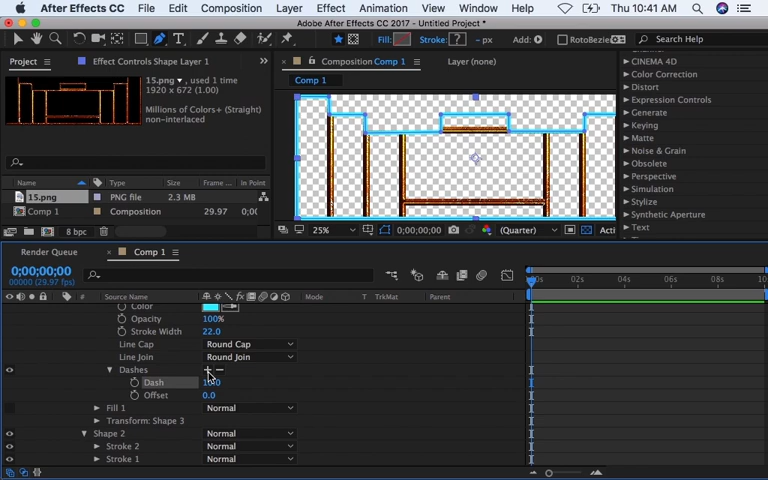 After Effects CC File Edit Composition Layer Effect Animation View Window Help Thu 10:41 AM
Adobe After Effects CC 2017 - Untitled Project *
Fill: Stroke: ? - px Add: RotoBezier Search Help
Project Effect Controls Shape Layer 1 Composition Comp 1 Layer (none)
15.png , used 1 time
1920 x 672 (1.00)
Millions of Colors+ (Straight)
non-interlaced
Comp 1
CINEMA 4D
Color Correction
Distort
Expression Controls
Generate
Keying
Matte
Noise & Grain
Obsolete
Perspective
Simulation
Stylize
Synthetic Aperture
Text
Name Type Size Frame ... In Point
15.png PNG file 2.3 MB
Comp 1 Composition 29.97 0;00
8 bpc
25% 0;00;00;00 (Quarter) Acti
Render Queue Comp 1
0;00;00;00
00000 (29.97 fps)
:00s 02s 04s 06s 08s 10
# Source Name Mode T TrkMat Parent
Color
Opacity 100%
Stroke Width 22.0
Line Cap Round Cap
Line Join Round Join
Dashes + −
Dash
Offset 0.0
Fill 1 Normal
Transform: Shape 3
Shape 2 Normal
Stroke 2 Normal
Stroke 1 Normal